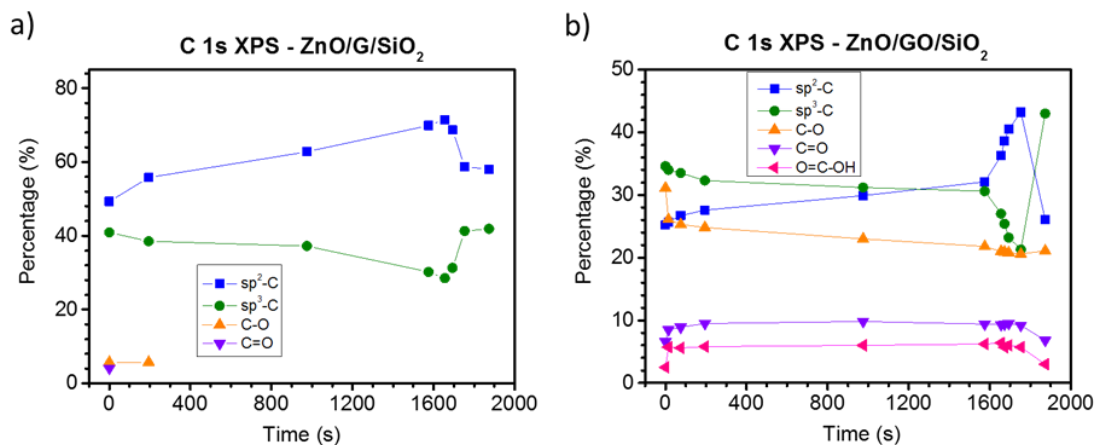 a)
C 1s XPS - ZnO/G/SiO2
Percentage (%)
80
60
40
20
0
sp2-C
sp3-C
C-O
C=O
0 400 800 1200 1600 2000
Time (s)
b)
C 1s XPS - ZnO/GO/SiO2
Percentage (%)
50
40
30
20
10
0
sp2-C
sp3-C
C-O
C=O
O=C-OH
0 400 800 1200 1600 2000
Time (s)